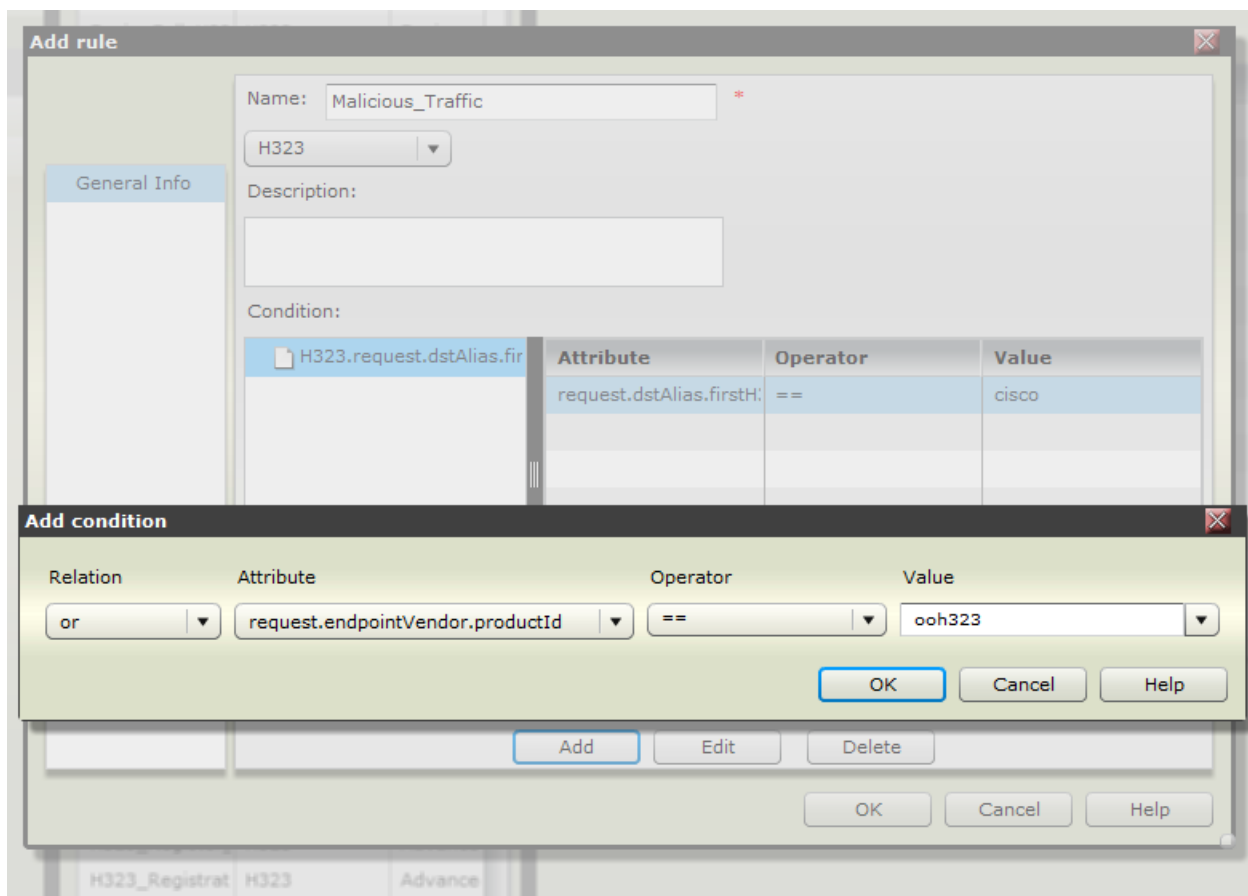 Add rule
Name: Malicious_Traffic *
H323
General Info
Description:
Condition:
H323.request.dstAlias.fir
Attribute Operator Value
request.dstAlias.firstH: == cisco
Add condition
Relation Attribute Operator Value
or request.endpointVendor.productId == ooh323
OK Cancel Help
Add Edit Delete
OK Cancel Help
H323_Registrat H323 Advance